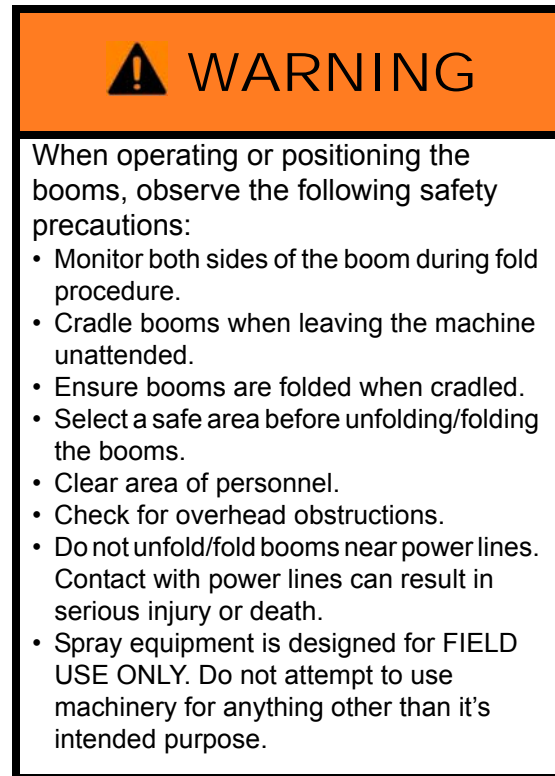 WARNING
When operating or positioning the
booms, observe the following safety
precautions:
• Monitor both sides of the boom during fold
procedure.
• Cradle booms when leaving the machine
unattended.
• Ensure booms are folded when cradled.
• Select a safe area before unfolding/folding
the booms.
• Clear area of personnel.
• Check for overhead obstructions.
• Do not unfold/fold booms near power lines.
Contact with power lines can result in
serious injury or death.
• Spray equipment is designed for FIELD
USE ONLY. Do not attempt to use
machinery for anything other than it’s
intended purpose.